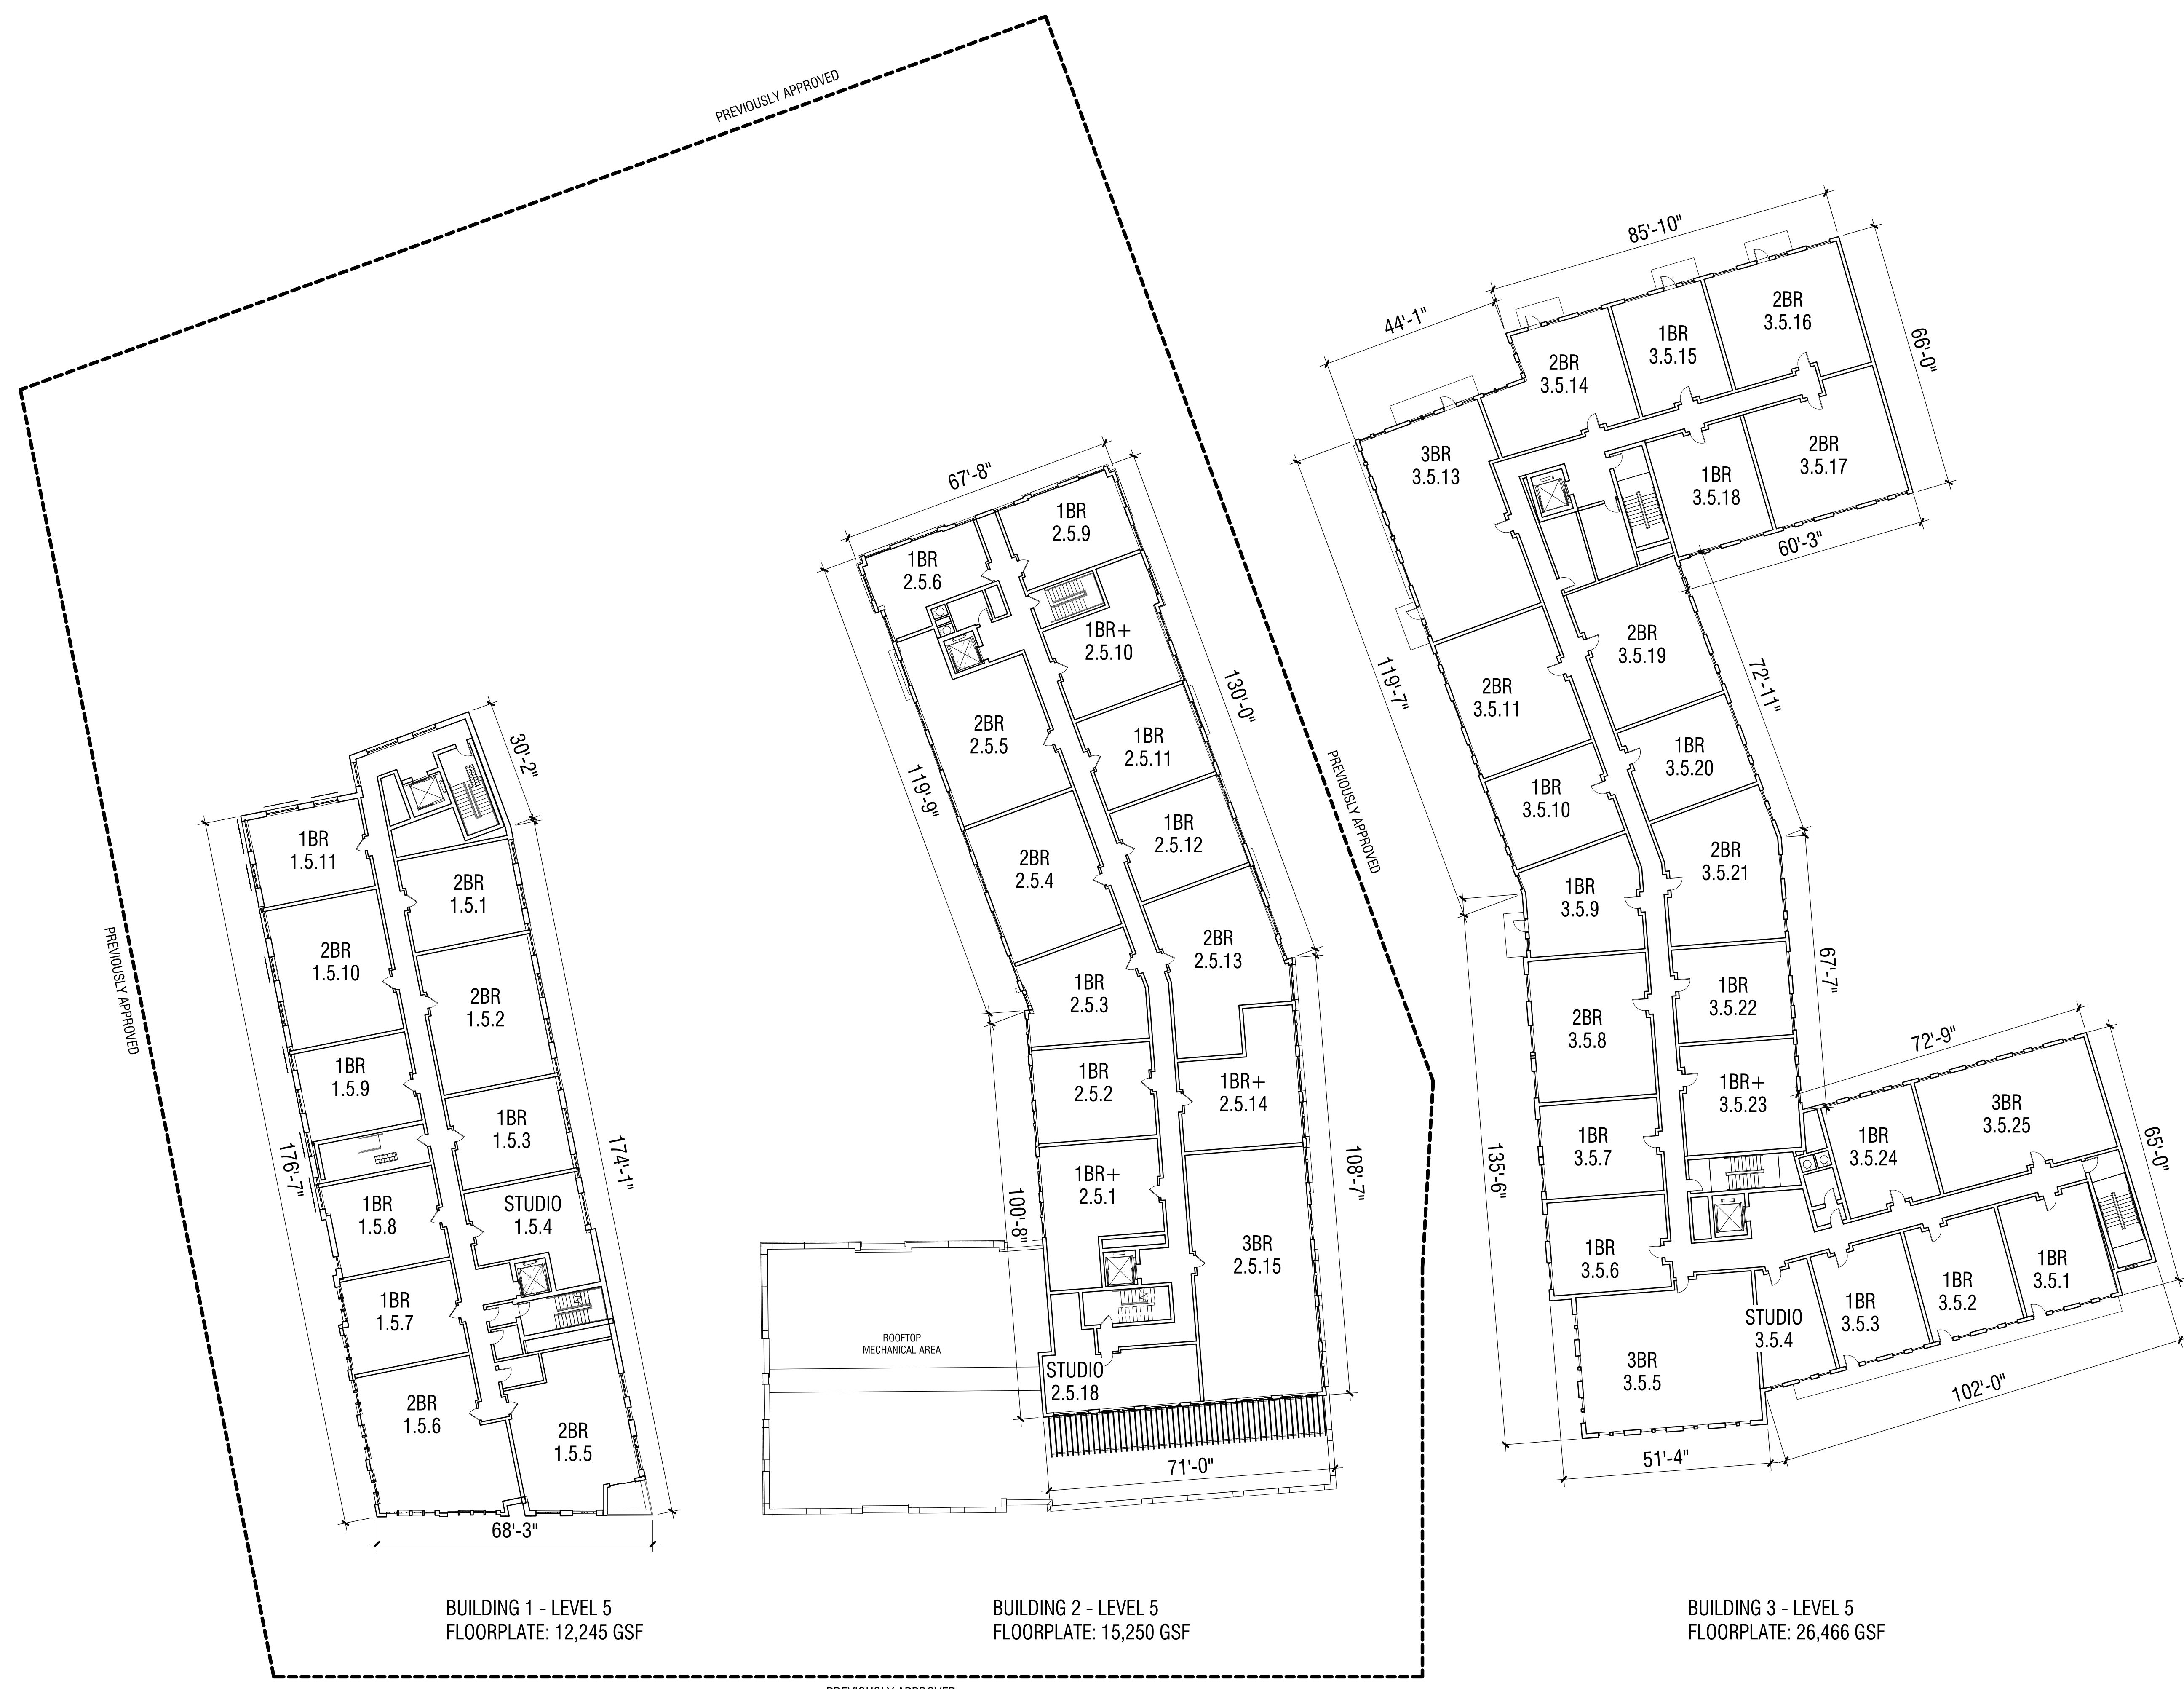 PREVIOUSLY APPROVED
PREVIOUSLY APPROVED
PREVIOUSLY APPROVED
PREVIOUSLY APPROVED
30'-2"
176'-7"
174'-1"
68'-3"
1BR
1.5.11
2BR
1.5.1
2BR
1.5.10
2BR
1.5.2
1BR
1.5.9
1BR
1.5.3
1BR
1.5.8
STUDIO
1.5.4
1BR
1.5.7
2BR
1.5.6
2BR
1.5.5
BUILDING 1 - LEVEL 5
FLOORPLATE: 12,245 GSF
67'-8"
119'-9"
130'-0"
100'-8"
108'-7"
71'-0"
1BR
2.5.9
1BR
2.5.6
1BR+
2.5.10
2BR
2.5.5
1BR
2.5.11
1BR
2.5.12
2BR
2.5.4
2BR
2.5.13
1BR
2.5.3
1BR
2.5.2
1BR+
2.5.14
1BR+
2.5.1
3BR
2.5.15
STUDIO
2.5.18
ROOFTOP
MECHANICAL AREA
BUILDING 2 - LEVEL 5
FLOORPLATE: 15,250 GSF
85'-10"
44'-1"
66'-0"
60'-3"
119'-7"
72'-11"
67'-7"
72'-9"
65'-0"
135'-6"
102'-0"
51'-4"
2BR
3.5.16
1BR
3.5.15
2BR
3.5.14
3BR
3.5.13
2BR
3.5.17
1BR
3.5.18
2BR
3.5.19
2BR
3.5.11
1BR
3.5.20
1BR
3.5.10
2BR
3.5.21
1BR
3.5.9
1BR
3.5.22
2BR
3.5.8
1BR+
3.5.23
3BR
3.5.25
1BR
3.5.24
1BR
3.5.7
1BR
3.5.6
1BR
3.5.1
1BR
3.5.2
1BR
3.5.3
STUDIO
3.5.4
3BR
3.5.5
BUILDING 3 - LEVEL 5
FLOORPLATE: 26,466 GSF